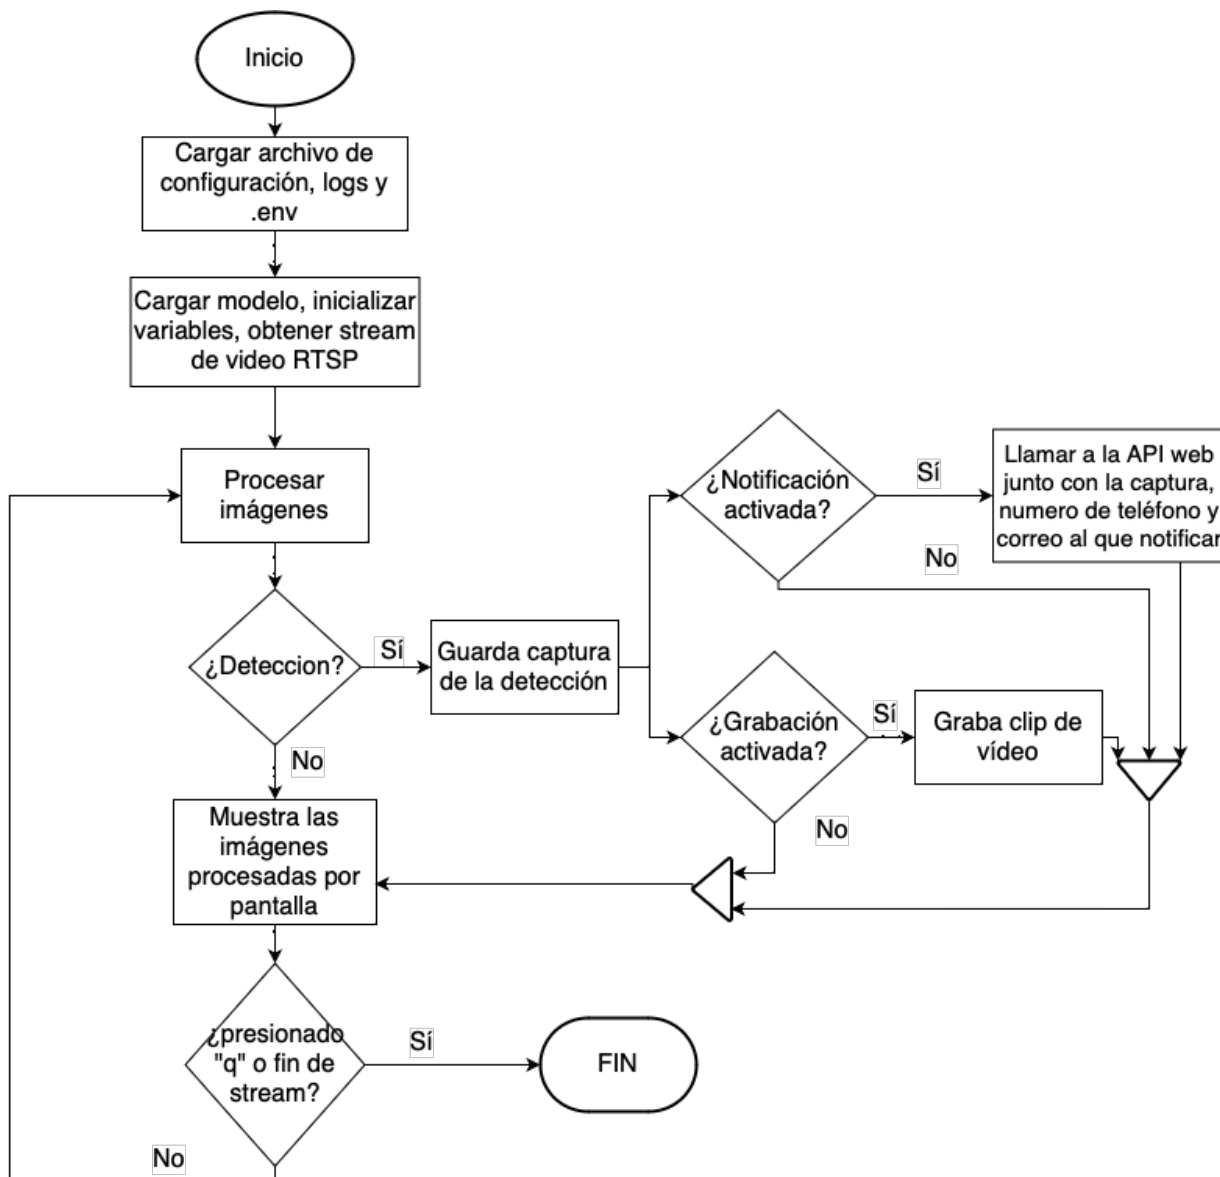 Inicio
Cargar archivo de
configuración, logs y
.env
Cargar modelo, inicializar
variables, obtener stream
de video RTSP
Procesar
imágenes
¿Deteccion?
Sí
No
Guarda captura
de la detección
¿Notificación
activada?
Sí
No
Llamar a la API web
junto con la captura,
numero de teléfono y
correo al que notificar
¿Grabación
activada?
Sí
No
Graba clip de
vídeo
Muestra las
imágenes
procesadas por
pantalla
¿presionado
"q" o fin de
stream?
Sí
No
FIN